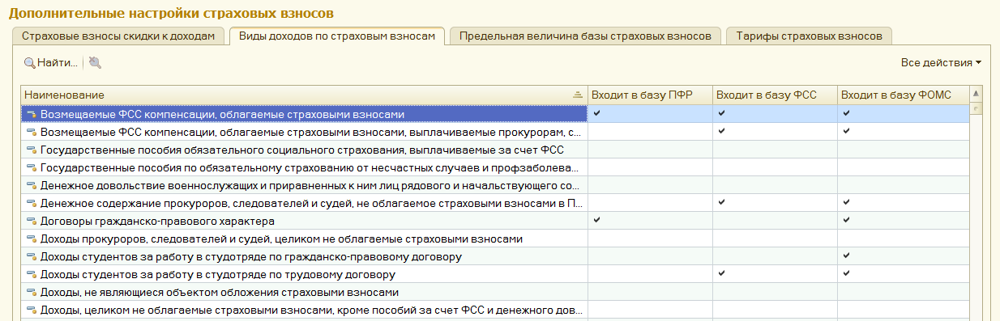 Дополнительные настройки страховых взносов
Страховые взносы скидки к доходам Виды доходов по страховым взносам Предельная величина базы страховых взносов Тарифы страховых взносов
Найти... Все действия
Наименование Входит в базу ПФР Входит в базу ФСС Входит в базу ФОМС
Возмещаемые ФСС компенсации, облагаемые страховыми взносами
Возмещаемые ФСС компенсации, облагаемые страховыми взносами, выплачиваемые прокурорам, с...
Государственные пособия обязательного социального страхования, выплачиваемые за счет ФСС
Государственные пособия по обязательному страхованию от несчастных случаев и профзаболева...
Денежное довольствие военнослужащих и приравненных к ним лиц рядового и начальствующего со...
Денежное содержание прокуроров, следователей и судей, не облагаемое страховыми взносами в П...
Договоры гражданско-правового характера
Доходы прокуроров, следователей и судей, целиком не облагаемые страховыми взносами
Доходы студентов за работу в студотряде по гражданско-правовому договору
Доходы студентов за работу в студотряде по трудовому договору
Доходы, не являющиеся объектом обложения страховыми взносами
Доходы, целиком не облагаемые страховыми взносами, кроме пособий за счет ФСС и денежного дов...